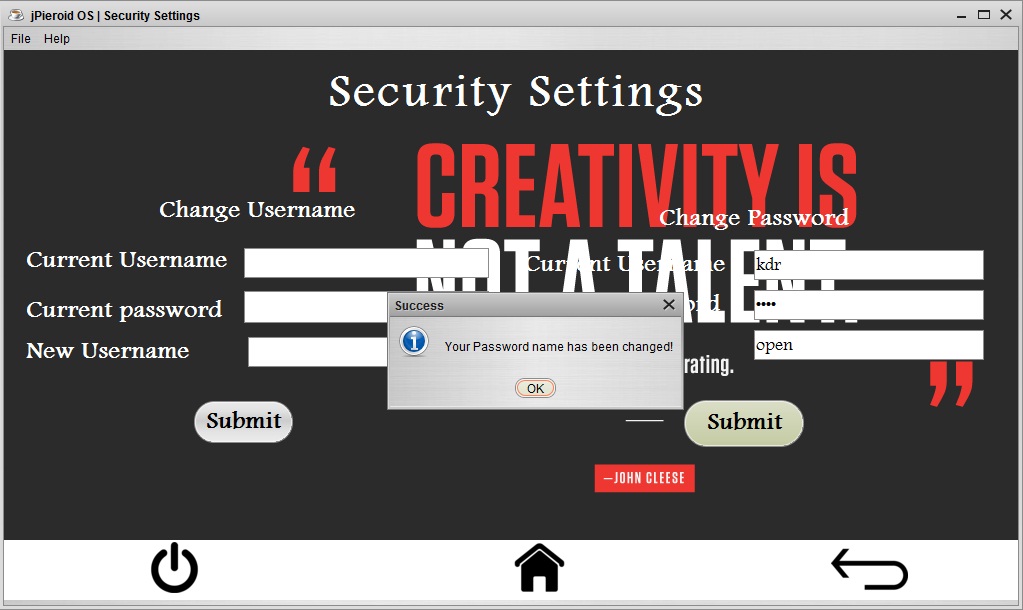 jPieroid OS | Security Settings
File Help
Security Settings
“
CREATIVITY IS
NOT A TALENT
rating.
”
—JOHN CLEESE
Change Username
Current Username
Current password
New Username
Submit
Change Password
Current Username kdr
••••
open
Submit
Success
Your Password name has been changed!
OK